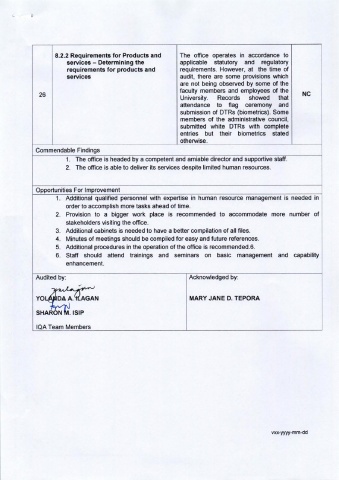 8.2.2 Requirements for Products and
services – Determining the
requirements for products and
services
26
The office operates in accordance to
applicable statutory and regulatory
requirements. However, at the time of
audit, there are some provisions which
are not being observed by some of the
faculty members and employees of the
University. Records showed that
attendance to flag ceremony and
submission of DTRs (biometrics). Some
members of the administrative council,
submitted white DTRs with complete
entries but their biometrics stated
otherwise.
NC
Commendable Findings
1. The office is headed by a competent and amiable director and supportive staff.
2. The office is able to deliver its services despite limited human resources.
Opportunities For Improvement
1. Additional qualified personnel with expertise in human resource management is needed in
order to accomplish more tasks ahead of time.
2. Provision to a bigger work place is recommended to accommodate more number of
stakeholders visiting the office.
3. Additional cabinets is needed to have a better compilation of all files.
4. Minutes of meetings should be compiled for easy and future references.
5. Additional procedures in the operation of the office is recommended.6.
6. Staff should attend trainings and seminars on basic management and capability
enhancement.
Audited by:
YOLANDA A. ILAGAN
SHARON M. ISIP
IQA Team Members
Acknowledged by:
MARY JANE D. TEPORA
vxx-yyyy-mm-dd